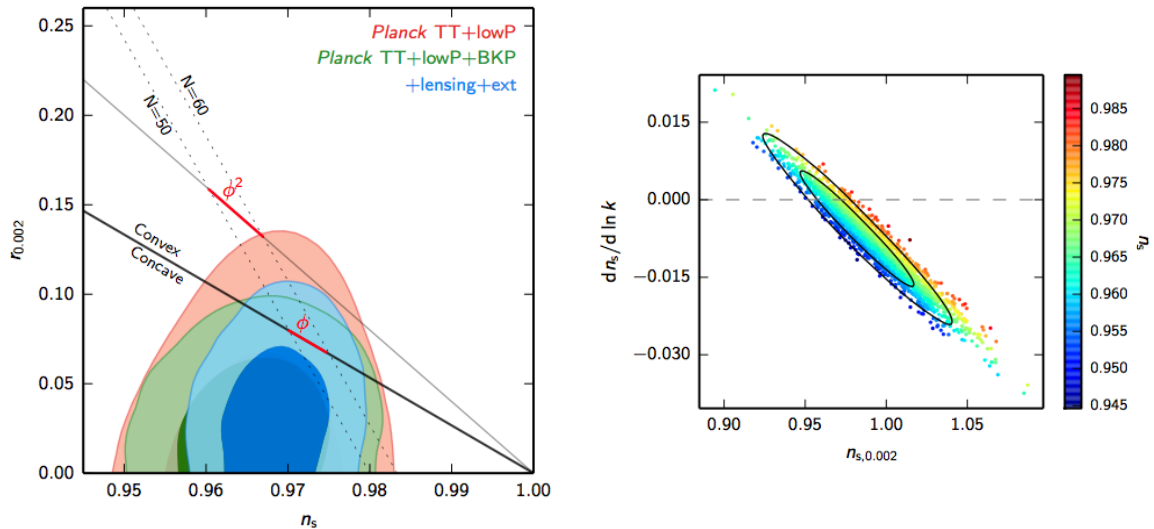 Planck TT+lowP
Planck TT+lowP+BKP
+lensing+ext
N=50
N=60
ϕ²
Convex
Concave
ϕ
0.00
0.05
0.10
0.15
0.20
0.25
r₀.₀₀₂
0.95
0.96
0.97
0.98
0.99
1.00
nₛ
0.015
0.000
−0.015
−0.030
d nₛ/d ln k
0.90
0.95
1.00
1.05
nₛ,₀.₀₀₂
0.985
0.980
0.975
0.970
0.965
0.960
0.955
0.950
0.945
nₛ